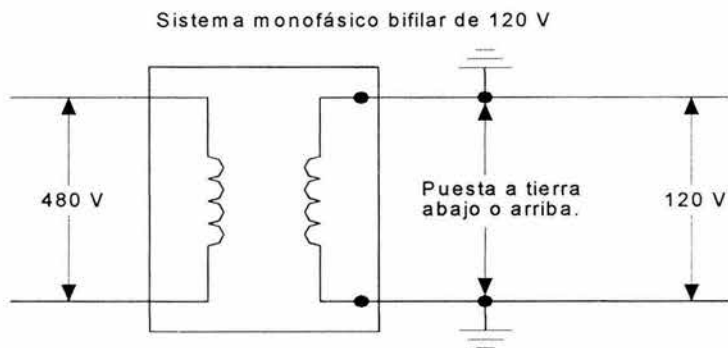 Sistema monofásico bifilar de 120 V
480 V
Puesta a tierra
abajo o arriba.
120 V